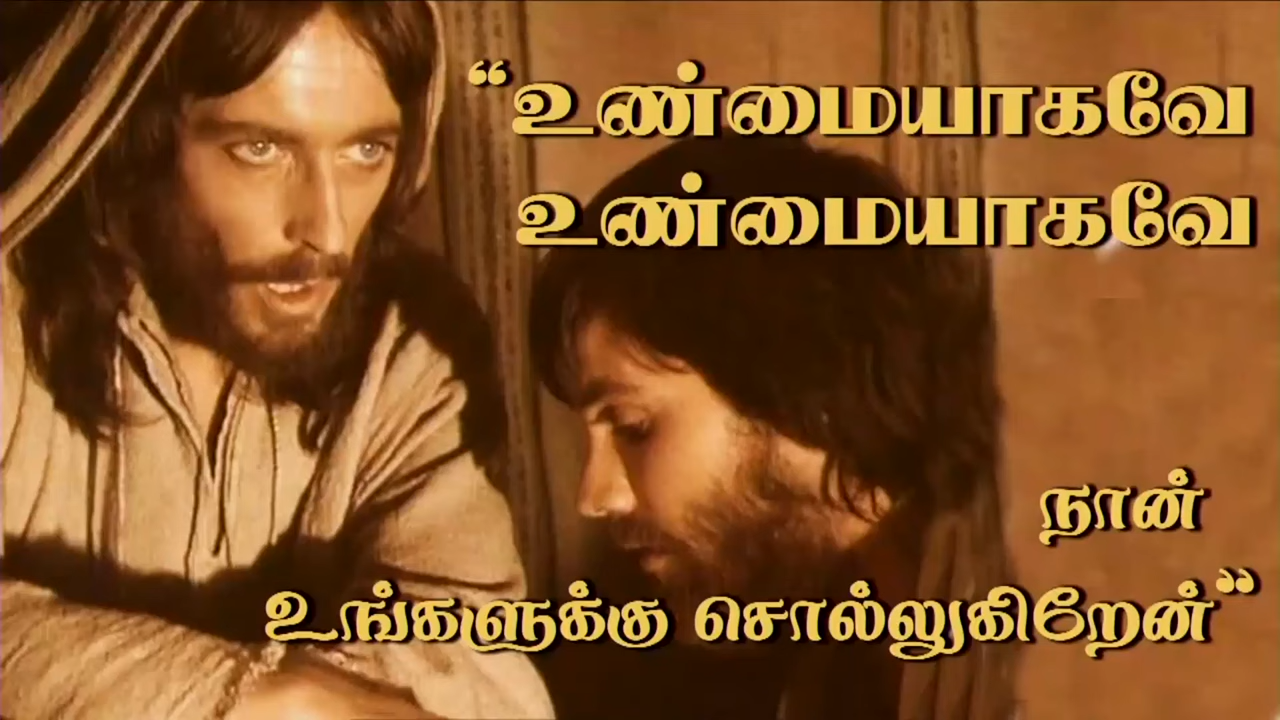 “உண்மையாகவே
உண்மையாகவே
நான்
உங்களுக்கு சொல்லுகிறேன்”